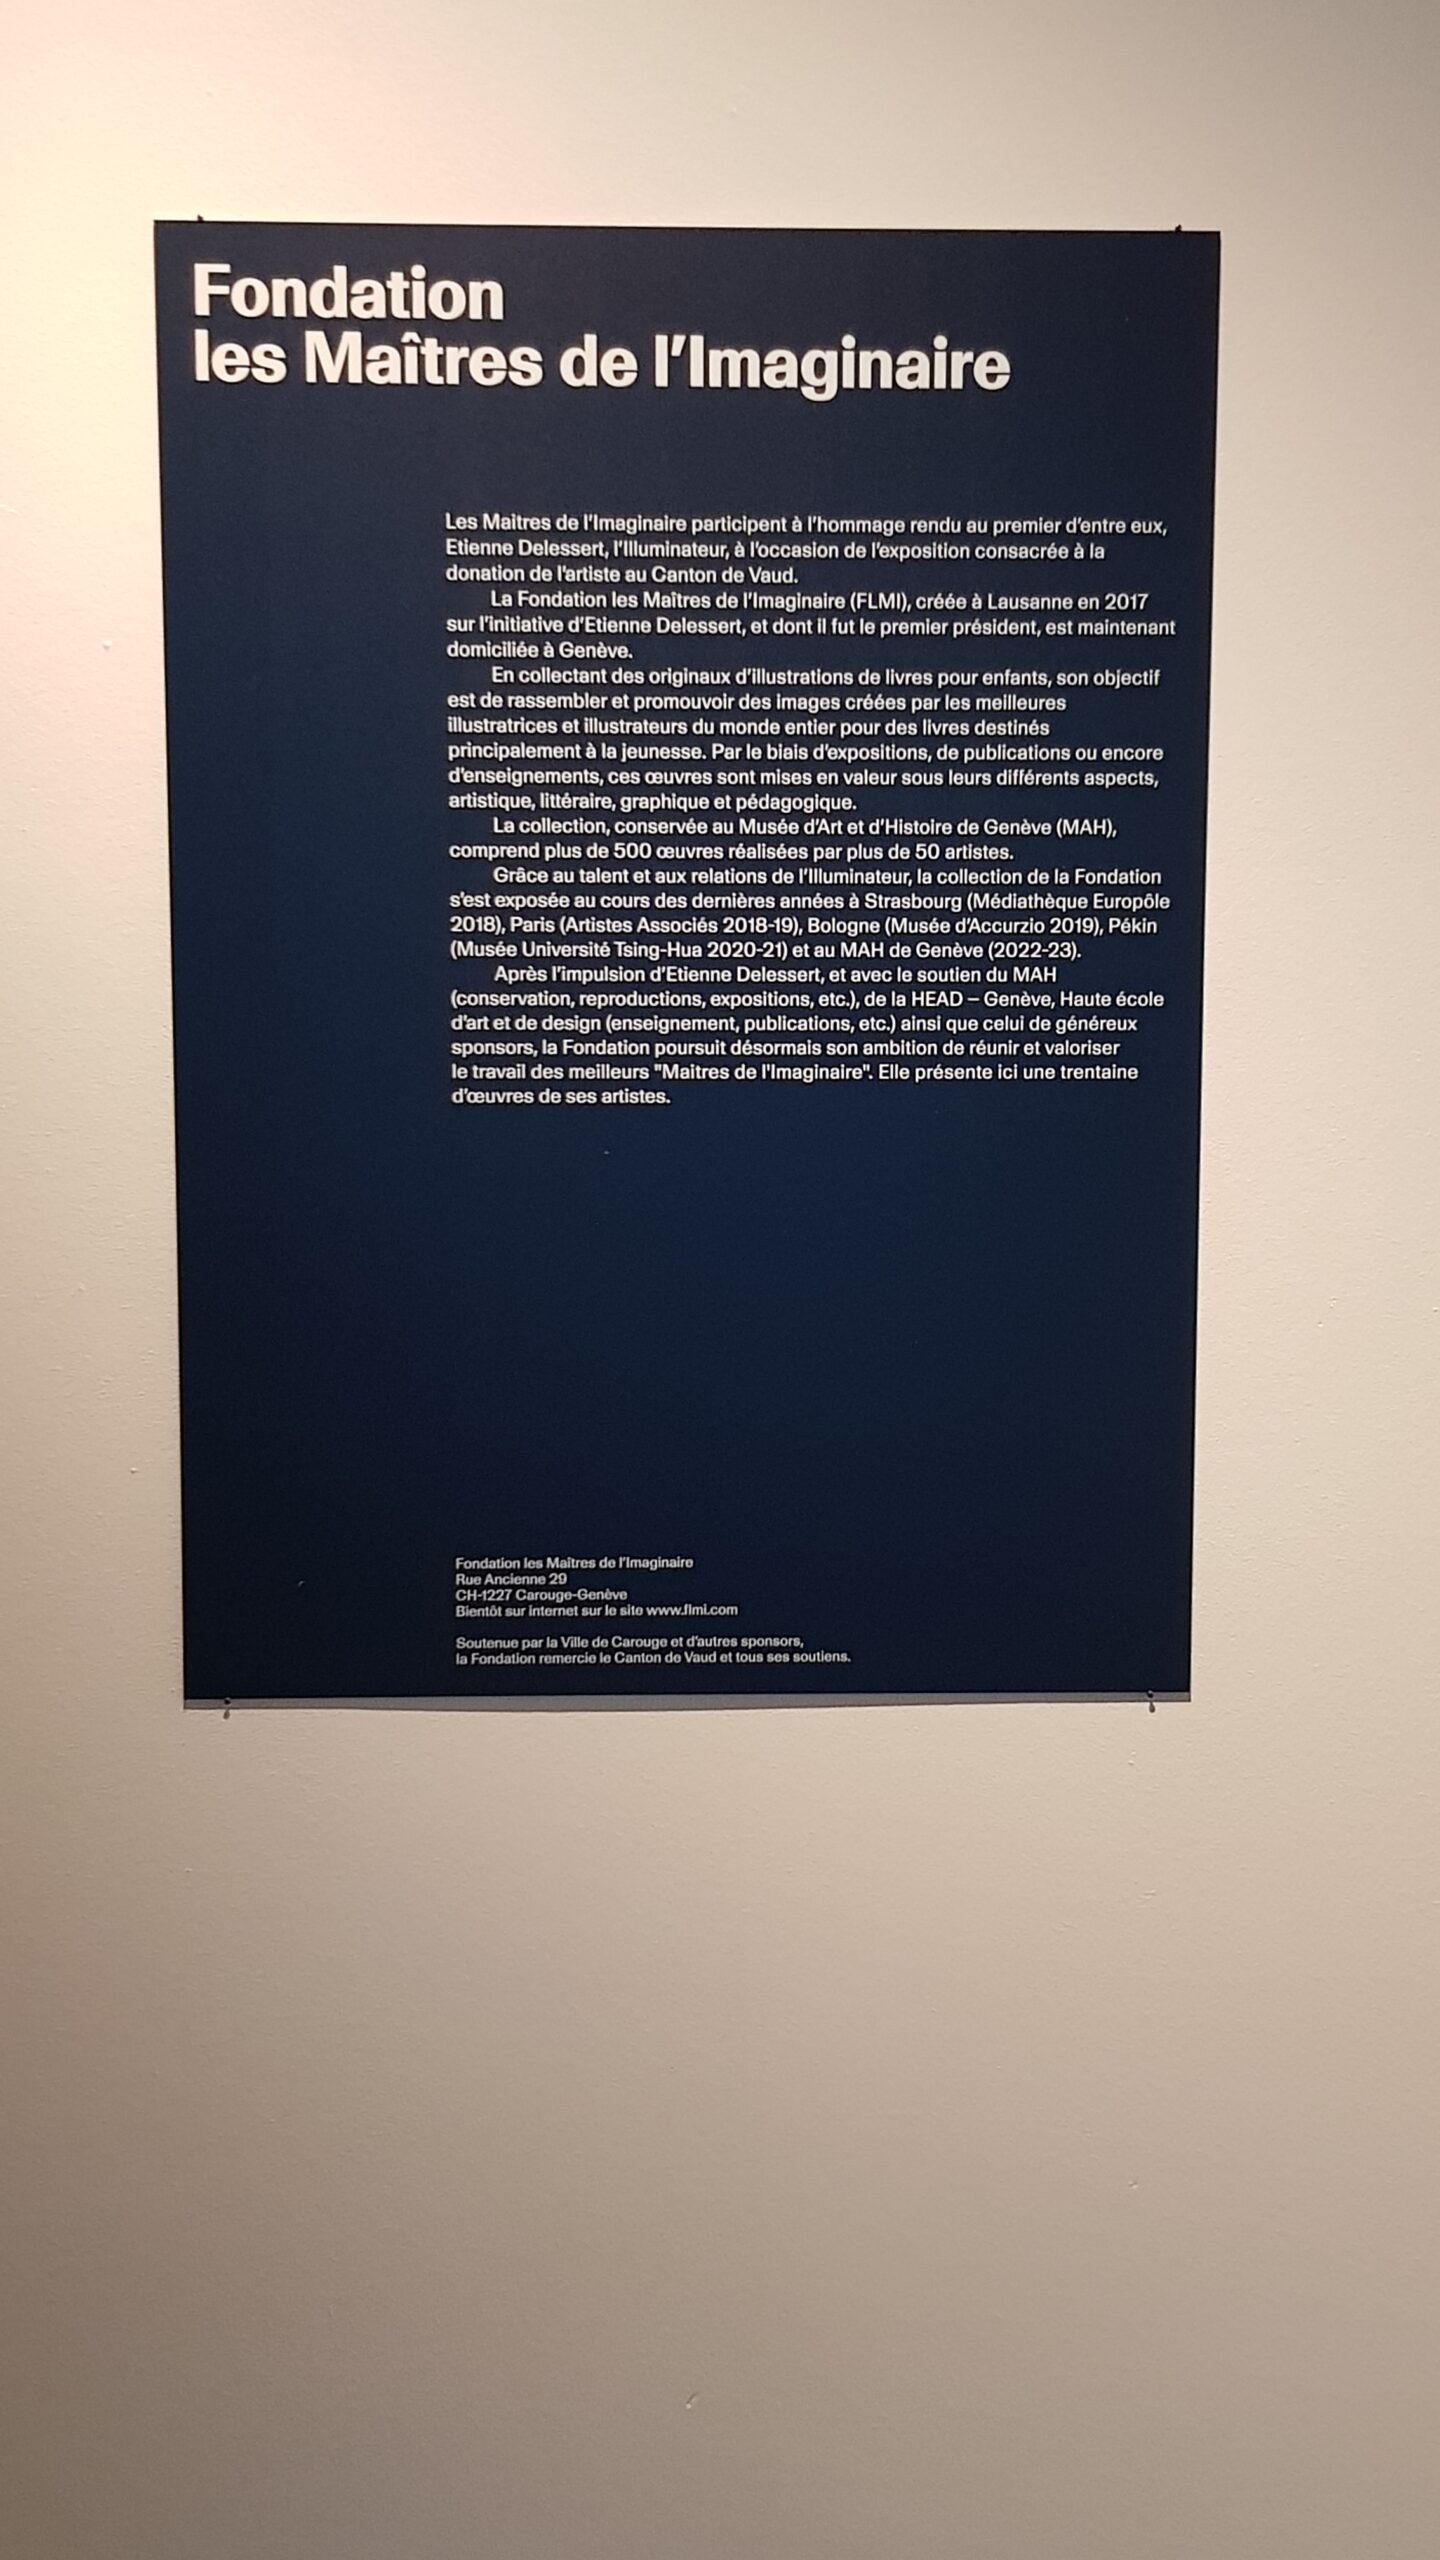 Fondation
les Maîtres de l'Imaginaire
Les Maitres de l'Imaginaire participent à l'hommage rendu au premier d'entre eux,
Etienne Delessert, l'Illuminateur, à l'occasion de l'exposition consacrée à la
donation de l'artiste au Canton de Vaud.
La Fondation les Maîtres de l'Imaginaire (FLMI), créée à Lausanne en 2017
sur l'initiative d'Etienne Delessert, et dont il fut le premier président, est maintenant
domiciliée à Genève.
En collectant des originaux d'illustrations de livres pour enfants, son objectif
est de rassembler et promouvoir des images créées par les meilleures
illustratrices et illustrateurs du monde entier pour des livres destinés
principalement à la jeunesse. Par le biais d'expositions, de publications ou encore
d'enseignements, ces œuvres sont mises en valeur sous leurs différents aspects,
artistique, littéraire, graphique et pédagogique.
La collection, conservée au Musée d'Art et d'Histoire de Genève (MAH),
comprend plus de 500 œuvres réalisées par plus de 50 artistes.
Grâce au talent et aux relations de l'Illuminateur, la collection de la Fondation
s'est exposée au cours des dernières années à Strasbourg (Médiathèque Europôle
2018), Paris (Artistes Associés 2018-19), Bologne (Musée d'Accurzio 2019), Pékin
(Musée Université Tsing-Hua 2020-21) et au MAH de Genève (2022-23).
Après l'impulsion d'Etienne Delessert, et avec le soutien du MAH
(conservation, reproductions, expositions, etc.), de la HEAD – Genève, Haute école
d'art et de design (enseignement, publications, etc.) ainsi que celui de généreux
sponsors, la Fondation poursuit désormais son ambition de réunir et valoriser
le travail des meilleurs "Maitres de l'Imaginaire". Elle présente ici une trentaine
d'œuvres de ses artistes.
Fondation les Maîtres de l'Imaginaire
Rue Ancienne 29
CH-1227 Carouge-Genève
Bientôt sur internet sur le site www.flmi.com
Soutenue par la Ville de Carouge et d'autres sponsors,
la Fondation remercie le Canton de Vaud et tous ses soutiens.